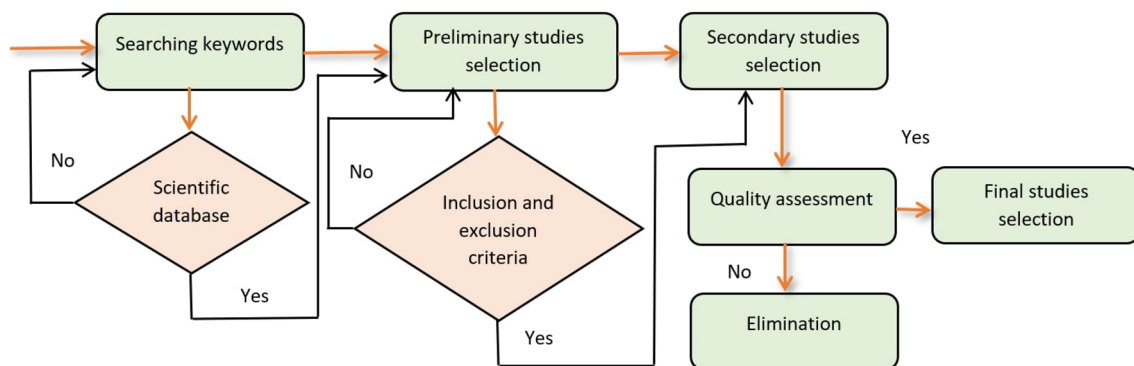 Searching keywords
Preliminary studies
selection
Secondary studies
selection
No
Scientific
database
Yes
No
Inclusion and
exclusion
criteria
Yes
Quality assessment
Yes
Final studies
selection
No
Elimination